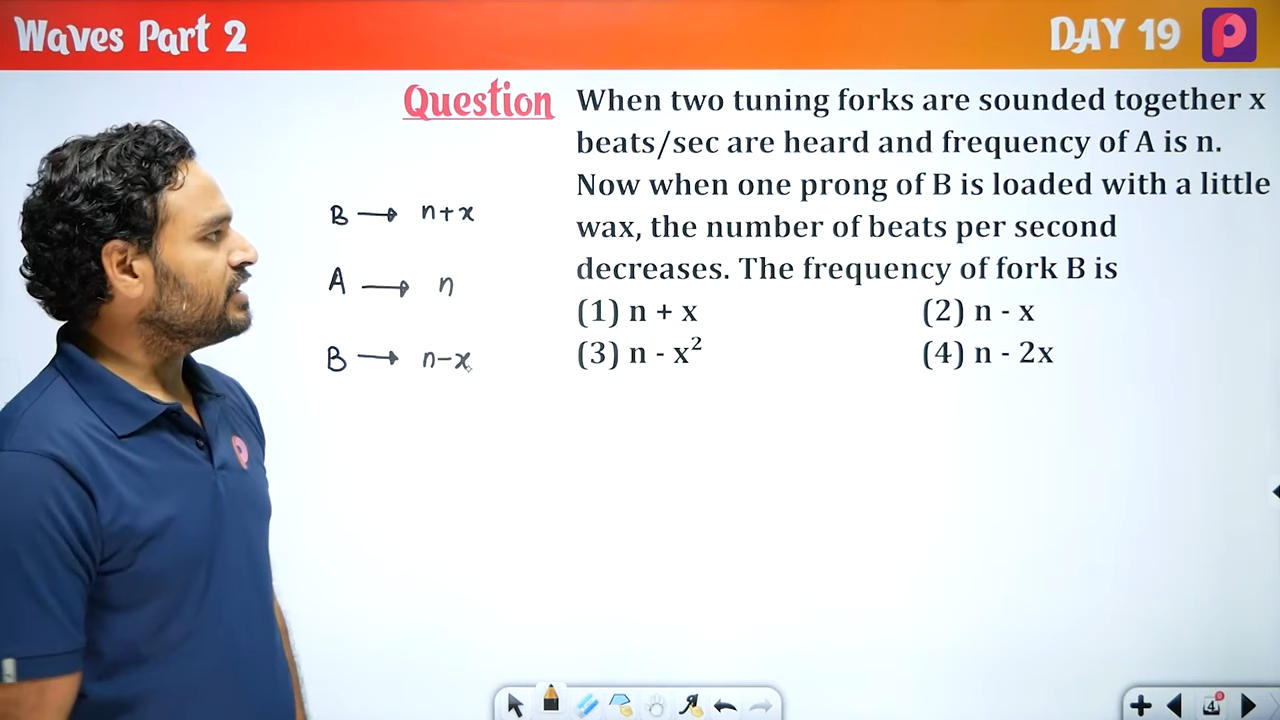 Waves Part 2
DAY 19
Question
When two tuning forks are sounded together x
beats/sec are heard and frequency of A is n.
Now when one prong of B is loaded with a little
wax, the number of beats per second
decreases. The frequency of fork B is
(1) n + x
(2) n - x
(3) n - x²
(4) n - 2x
B → n+x
A → n
B → n-x
4